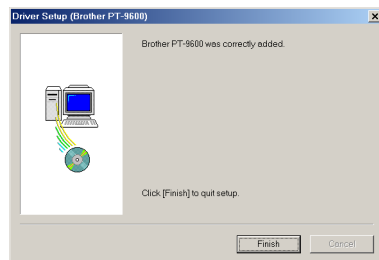 Driver Setup (Brother PT-9600)
Brother PT-9600 was correctly added.
Click [Finish] to quit setup.
Finish
Cancel